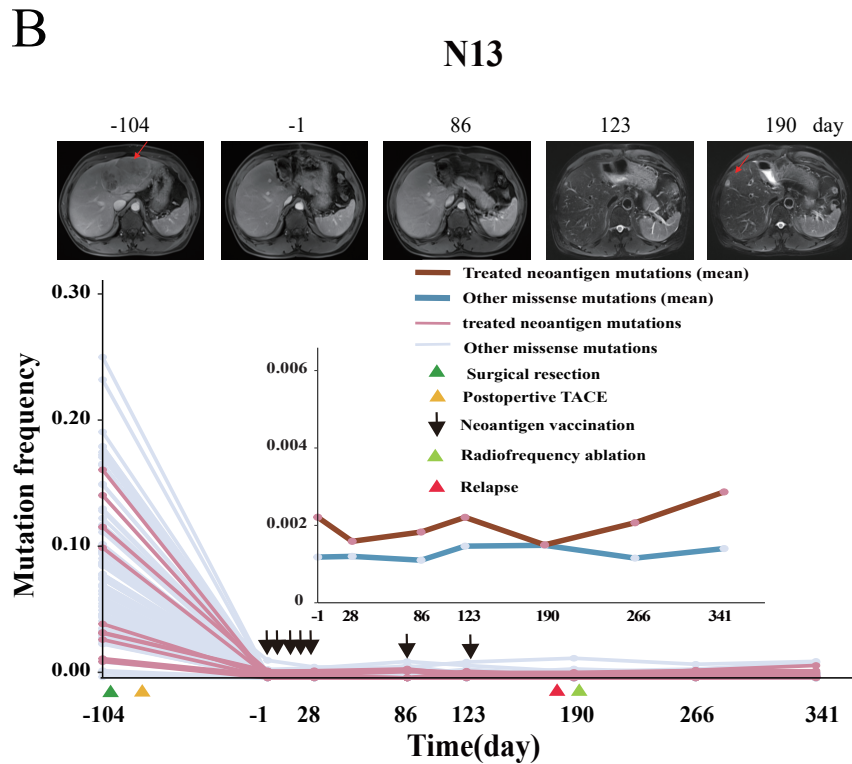 B
N13
-104 -1 86 123 190 day
Treated neoantigen mutations (mean)
Other missense mutations (mean)
treated neoantigen mutations
Other missense mutations
Surgical resection
Postopertive TACE
Neoantigen vaccination
Radiofrequency ablation
Relapse
Mutation frequency
0.30
0.20
0.10
0.00
0.006
0.004
0.002
0
-1 28 86 123 190 266 341
-104 -1 28 86 123 190 266 341
Time(day)